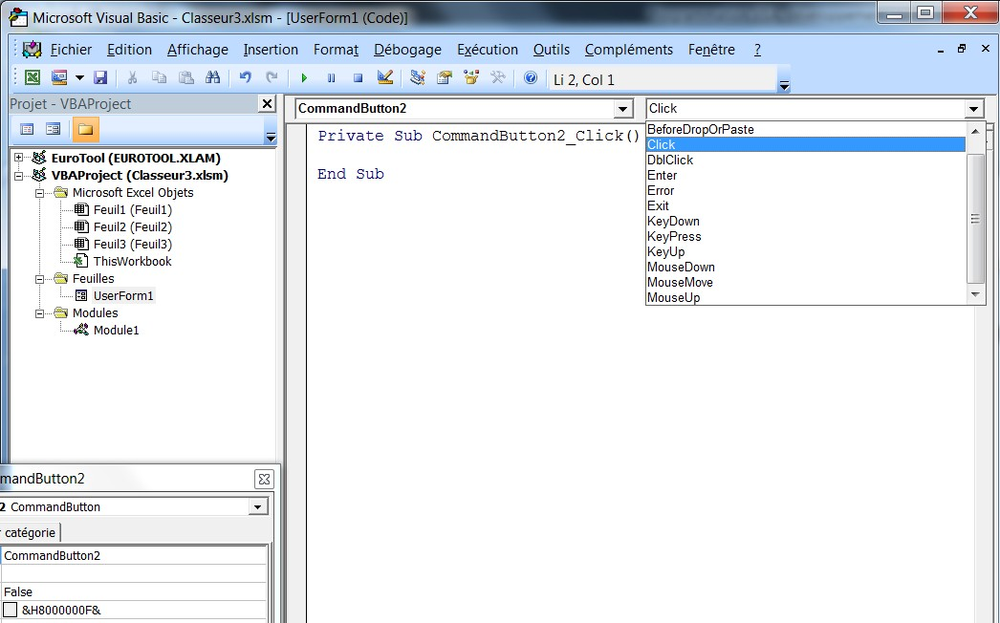 Microsoft Visual Basic - Classeur3.xlsm - [UserForm1 (Code)]
Fichier Edition Affichage Insertion Format Débogage Exécution Outils Compléments Fenêtre ?
Li 2, Col 1
Projet - VBAProject
EuroTool (EUROTOOL.XLAM)
VBAProject (Classeur3.xlsm)
Microsoft Excel Objets
Feuil1 (Feuil1)
Feuil2 (Feuil2)
Feuil3 (Feuil3)
ThisWorkbook
Feuilles
UserForm1
Modules
Module1
mandButton2
2 CommandButton
r catégorie
CommandButton2
False
&H8000000F&
CommandButton2
Click
Private Sub CommandButton2_Click()
End Sub
BeforeDropOrPaste
Click
DblClick
Enter
Error
Exit
KeyDown
KeyPress
KeyUp
MouseDown
MouseMove
MouseUp